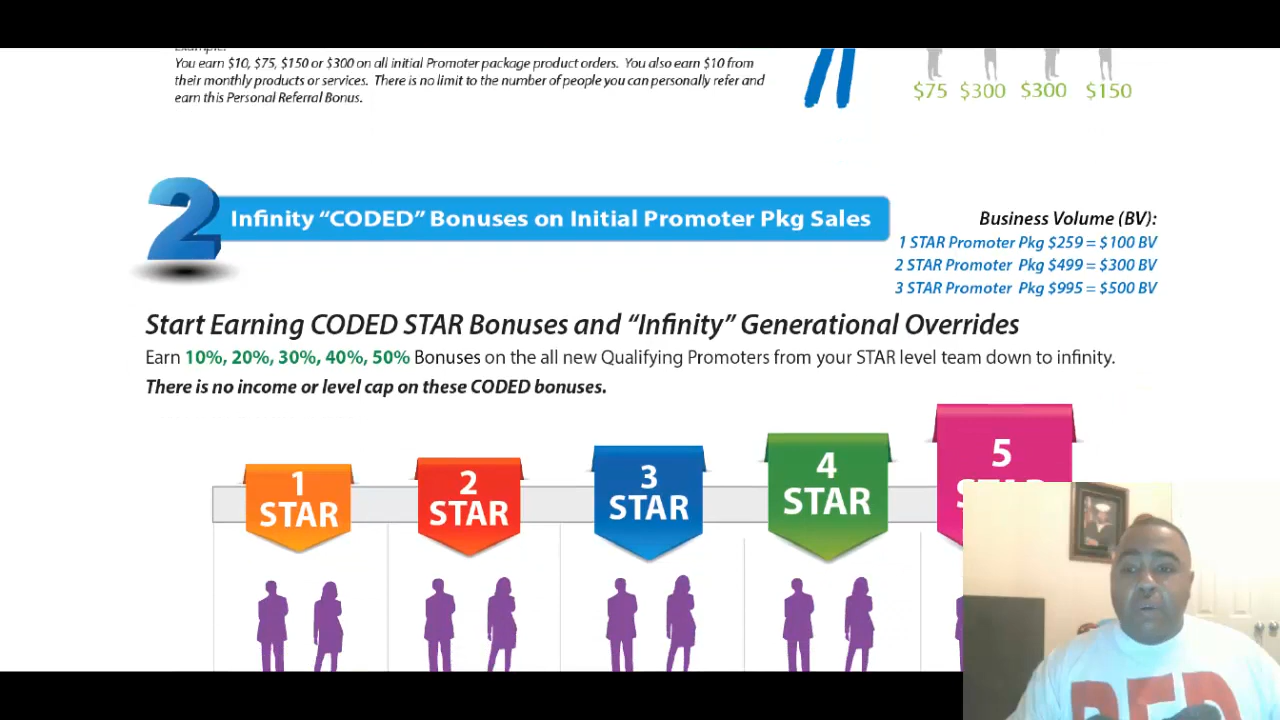 Example:
You earn $10, $75, $150 or $300 on all initial Promoter package product orders. You also earn $10 from
their monthly products or services. There is no limit to the number of people you can personally refer and
earn this Personal Referral Bonus.
$75 $300 $300 $150
2
Infinity “CODED” Bonuses on Initial Promoter Pkg Sales
Business Volume (BV):
1 STAR Promoter Pkg $259 = $100 BV
2 STAR Promoter Pkg $499 = $300 BV
3 STAR Promoter Pkg $995 = $500 BV
Start Earning CODED STAR Bonuses and “Infinity” Generational Overrides
Earn 10%, 20%, 30%, 40%, 50% Bonuses on the all new Qualifying Promoters from your STAR level team down to infinity.
There is no income or level cap on these CODED bonuses.
1
STAR
2
STAR
3
STAR
4
STAR
5
STAR
RED